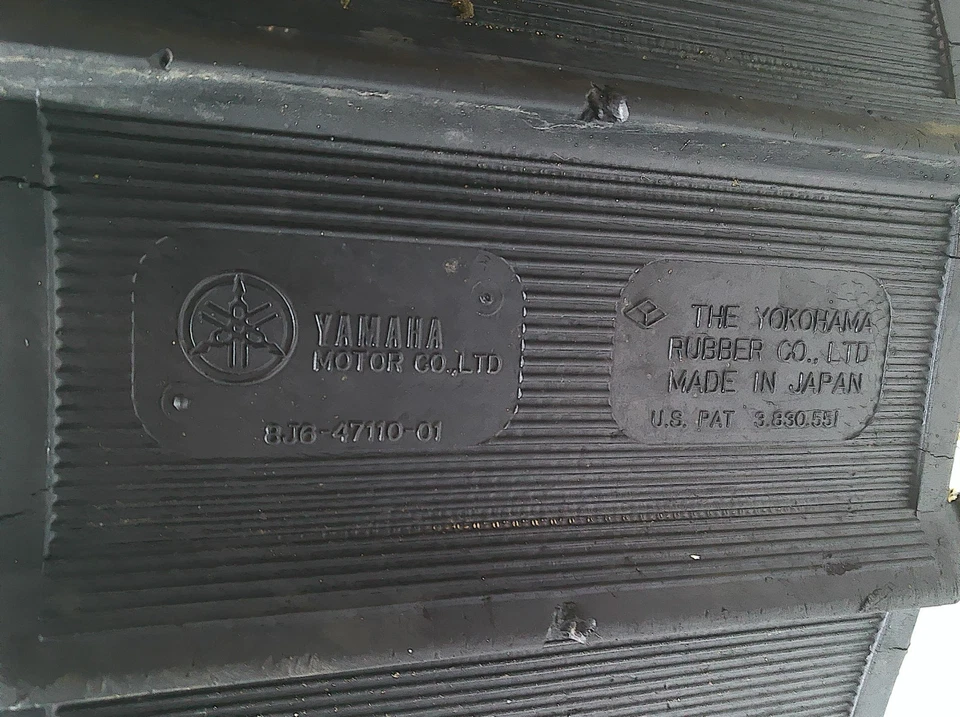 YAMAHA
MOTOR CO.,LTD
8J6-47110-01
THE YOKOHAMA
RUBBER CO., LTD
MADE IN JAPAN
U.S. PAT 3.830.551